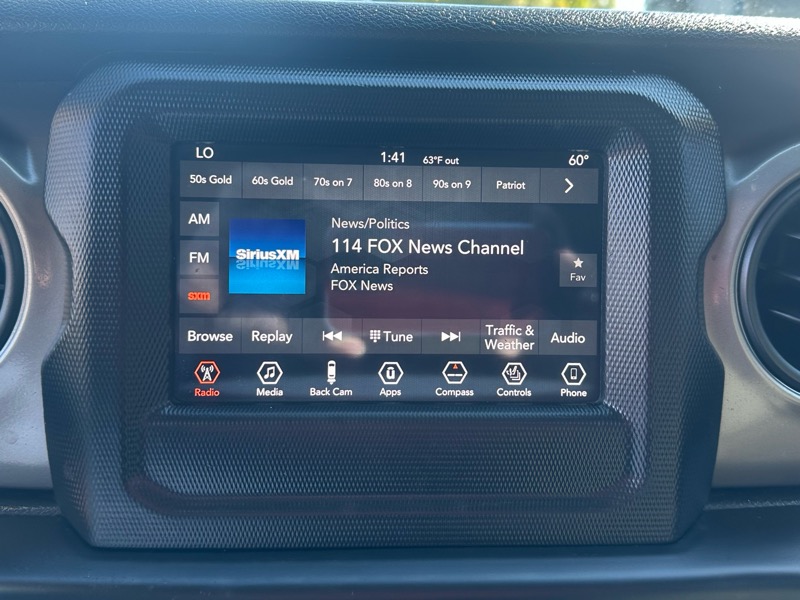 LO 1:41 63°F out 60°
50s Gold 60s Gold 70s on 7 80s on 8 90s on 9 Patriot
AM
FM
sxm
SiriusXM
News/Politics
114 FOX News Channel
America Reports
FOX News
Fav
Browse Replay Tune Traffic & Weather Audio
Radio Media Back Cam Apps Compass Controls Phone